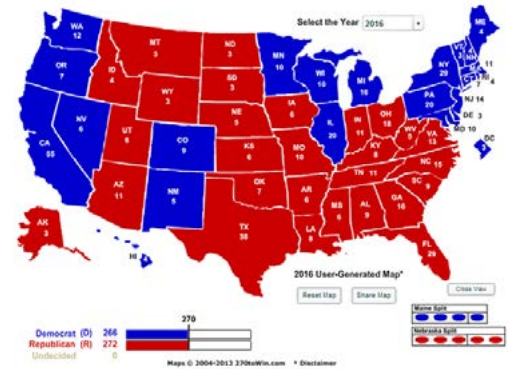 Select the Year 2016
WA
12
OR
7
CA
55
NV
6
ID
4
MT
3
WY
3
UT
6
AZ
11
CO
9
NM
5
ND
3
SD
3
NE
5
KS
6
OK
7
TX
38
MN
10
IA
6
MO
10
AR
6
LA
8
WI
10
IL
20
MI
16
IN
11
OH
18
KY
8
TN 11
MS
6
AL
9
GA
16
FL
29
SC
9
NC 15
VA
13
WV
5
PA
20
NY
29
VT
3
NH
4
ME
4
11
RI
4
CT
7
NJ 14
DE 3
MD 10
DC
3
AK
3
HI
4
2016 User-Generated Map*
Reset Map
Share Map
Close View
Maine Split
Nebraska Split
270
Democrat (D) 266
Republican (R) 272
Undecided 0
Maps © 2004-2013 270toWin.com * Disclaimer